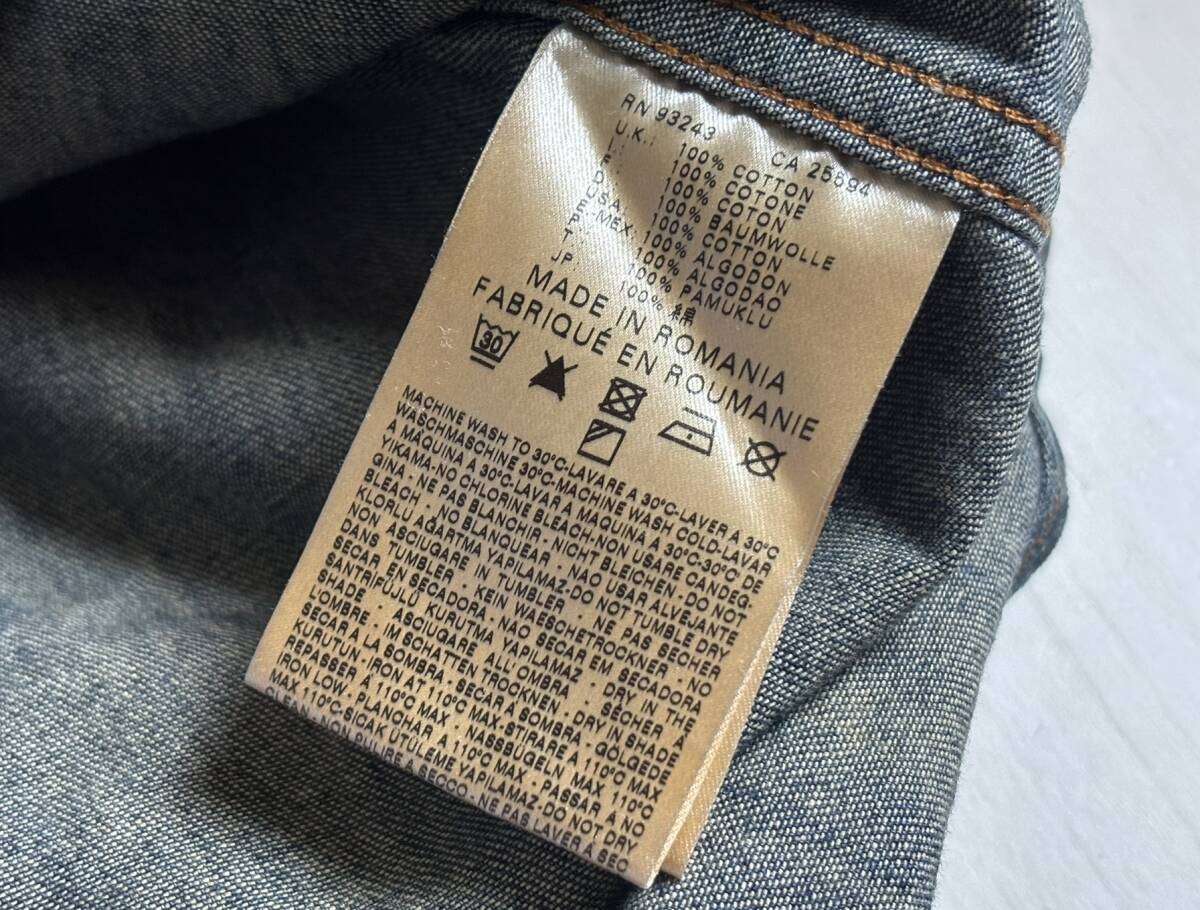 RN 93243 CA 25694
U.K.: 100% COTTON
I.: 100% COTONE
F.: 100% COTON
D.: 100% BAUMWOLLE
USA.: 100% COTTON
E-MEX.: 100% ALGODON
P.: 100% ALGODAO
T.: 100% PAMUKLU
JP.: 100% 綿
MADE IN ROMANIA
FABRIQUÉ EN ROUMANIE
30
MACHINE WASH TO 30°C-LAVARE A 30°C-LAVER A 30°C
WASCHMASCHINE 30°C-MACHINE WASH COLD-LAVAR
A MAQUINA A 30°C-LAVAR A MAQUINA A 30°C-30°C DE
YIKAMA-NO CHLORINE BLEACH-NON USARE CANDEG-
GINA - NE PAS BLANCHIR - NICHT BLEICHEN - DO NOT
BLEACH - NO BLANQUEAR - NAO USAR ALVEJANTE
KLORLU AGARTMA YAPILAMAZ-DO NOT TUMBLE DRY
NON ASCIUGARE IN TUMBLER - NE PAS SECHER
DANS TUMBLER - KEIN WAESCHETROCKNER - NO
SECAR EN SECADORA - NAO SECAR EM SECADORA
SANTRIFÜJLÜ KURUTMA YAPILAMAZ - DRY IN THE
SHADE - ASCIUGARE ALL'OMBRA - SÉCHER A
L'OMBRE - IM SCHATTEN TROCKNEN - DRY IN SHADE
SECAR A LA SOMBRA - SECAR A SOMBRA - GÖLGEDE
KURUTUN-IRON AT 110°C MAX-STIRARE A 110°C MAX
REPASSER A 110°C MAX - NASSBÜGELN MAX 110°C
IRON LOW - PLANCHAR A 110°C MAX - PASSAR A NO
MAX 110°C-SICAK ÜTÜLEME YAPILAMAZ-DO NOT DRY
CLEAN-NON PULIRE A SECCO - NE PAS LAVER A SEC